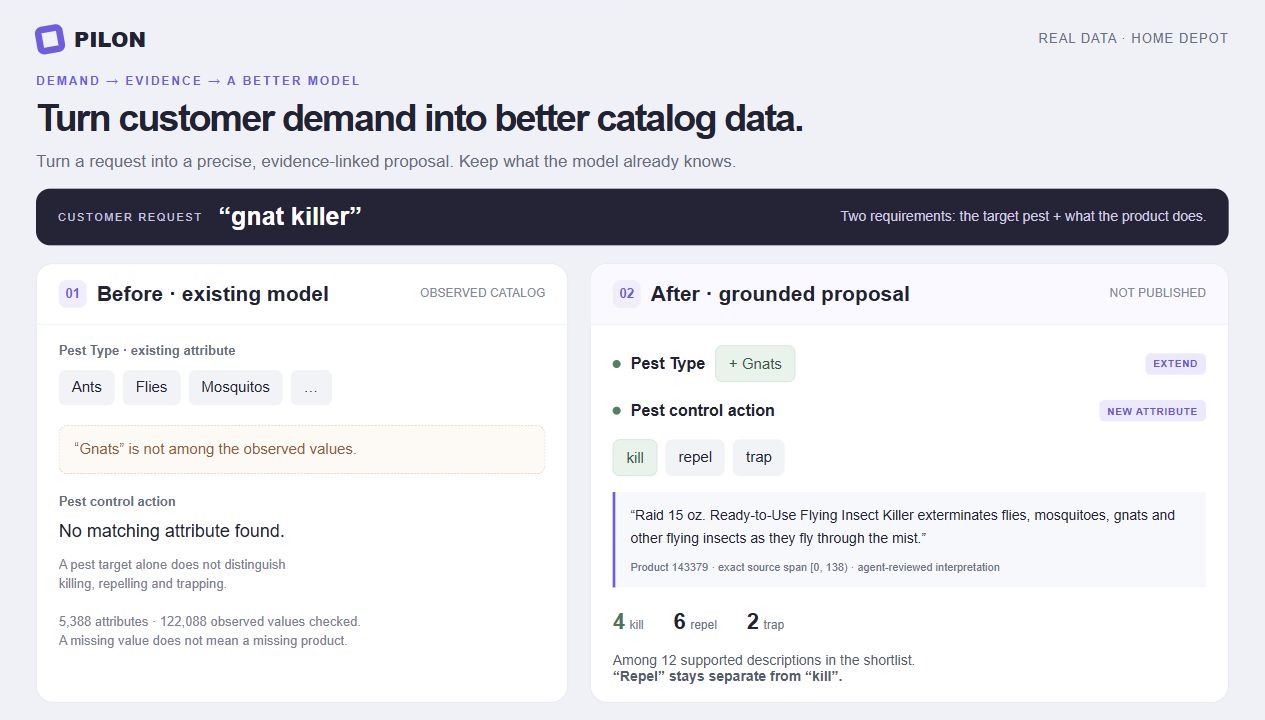 PILON
REAL DATA · HOME DEPOT
DEMAND → EVIDENCE → A BETTER MODEL
Turn customer demand into better catalog data.
Turn a request into a precise, evidence-linked proposal. Keep what the model already knows.
CUSTOMER REQUEST “gnat killer”
Two requirements: the target pest + what the product does.
01 Before · existing model
OBSERVED CATALOG
Pest Type · existing attribute
Ants Flies Mosquitos …
“Gnats” is not among the observed values.
Pest control action
No matching attribute found.
A pest target alone does not distinguish
killing, repelling and trapping.
5,388 attributes · 122,088 observed values checked.
A missing value does not mean a missing product.
02 After · grounded proposal
NOT PUBLISHED
Pest Type + Gnats
EXTEND
Pest control action
NEW ATTRIBUTE
kill repel trap
“Raid 15 oz. Ready-to-Use Flying Insect Killer exterminates flies, mosquitoes, gnats and
other flying insects as they fly through the mist.”
Product 143379 · exact source span [0, 138) · agent-reviewed interpretation
4 kill 6 repel 2 trap
Among 12 supported descriptions in the shortlist.
“Repel” stays separate from “kill”.